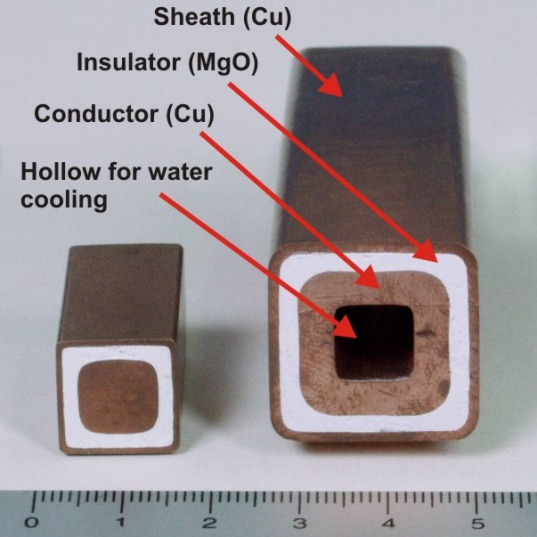 Sheath (Cu)
Insulator (MgO)
Conductor (Cu)
Hollow for water
cooling
0 1 2 3 4 5